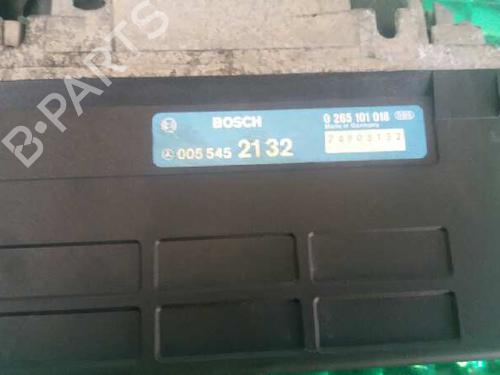 B-PARTS
BOSCH
0 265 101 018
Made in Germany
005 545 21 32